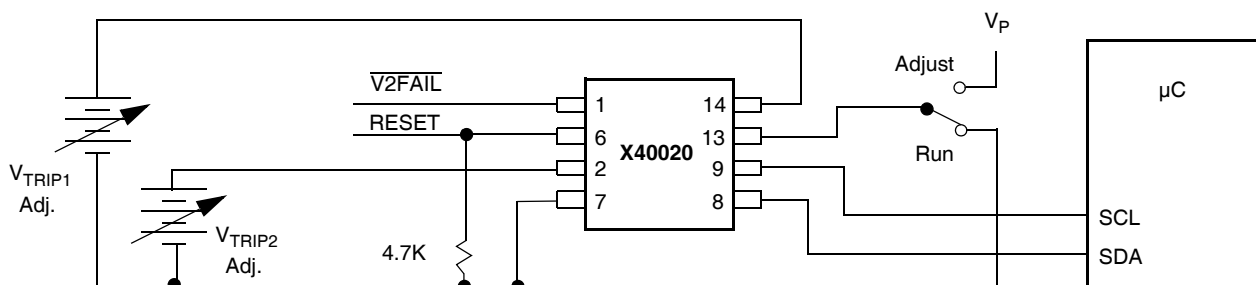 V_P
Adjust
Run
µC
SCL
SDA
V2FAIL
RESET
X40020
1
6
2
7
14
13
9
8
V_TRIP1
Adj.
V_TRIP2
Adj.
4.7K